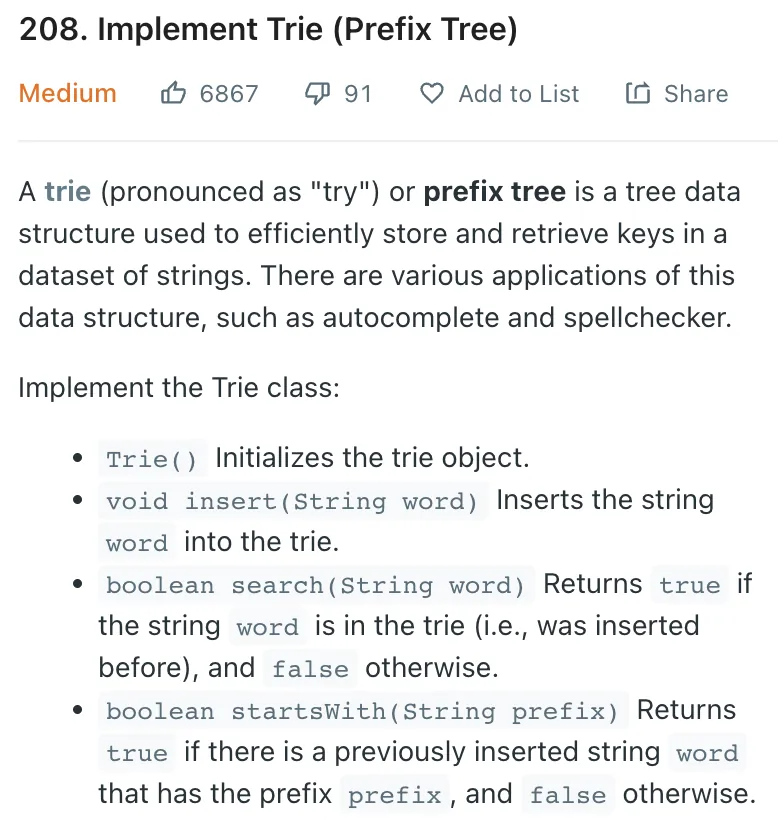 208. Implement Trie (Prefix Tree)
Medium 6867 91 Add to List Share
A trie (pronounced as "try") or prefix tree is a tree data
structure used to efficiently store and retrieve keys in a
dataset of strings. There are various applications of this
data structure, such as autocomplete and spellchecker.
Implement the Trie class:
• Trie() Initializes the trie object.
• void insert(String word) Inserts the string
word into the trie.
• boolean search(String word) Returns true if
the string word is in the trie (i.e., was inserted
before), and false otherwise.
• boolean startsWith(String prefix) Returns
true if there is a previously inserted string word
that has the prefix prefix, and false otherwise.